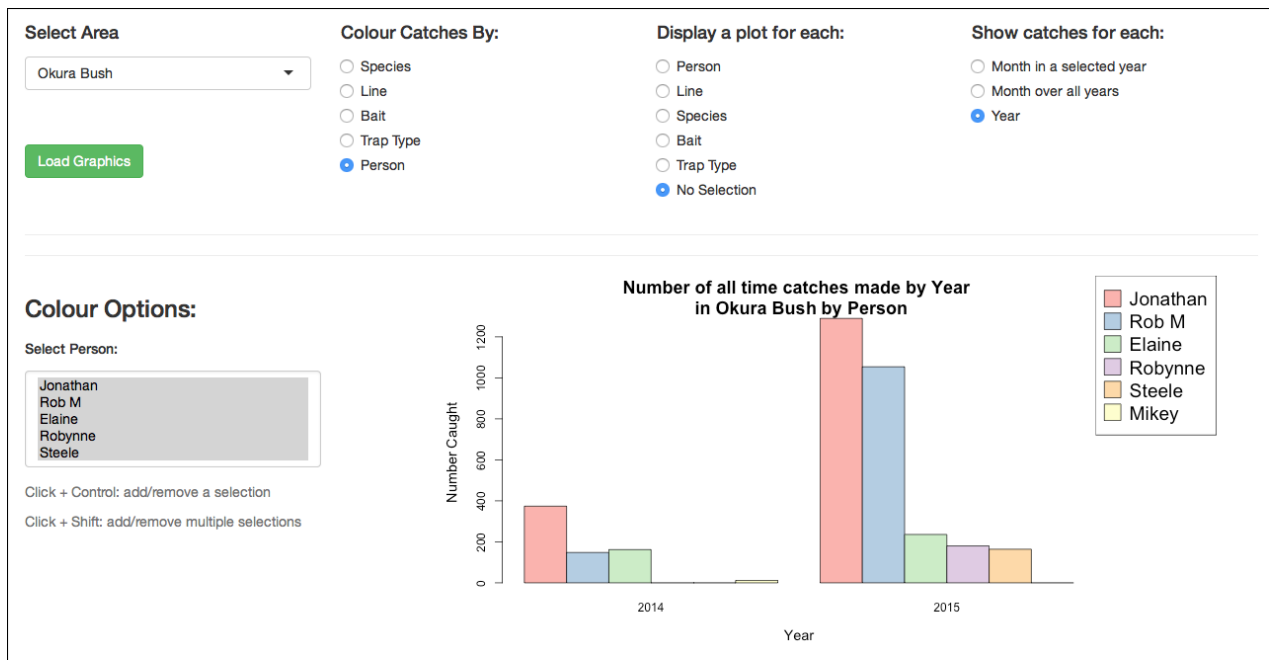 Select Area
Okura Bush
Load Graphics
Colour Catches By:
Species
Line
Bait
Trap Type
Person
Display a plot for each:
Person
Line
Species
Bait
Trap Type
No Selection
Show catches for each:
Month in a selected year
Month over all years
Year
Colour Options:
Select Person:
Jonathan
Rob M
Elaine
Robynne
Steele
Click + Control: add/remove a selection
Click + Shift: add/remove multiple selections
Number of all time catches made by Year
in Okura Bush by Person
Number Caught
1200
1000
800
600
400
200
0
2014
2015
Year
Jonathan
Rob M
Elaine
Robynne
Steele
Mikey